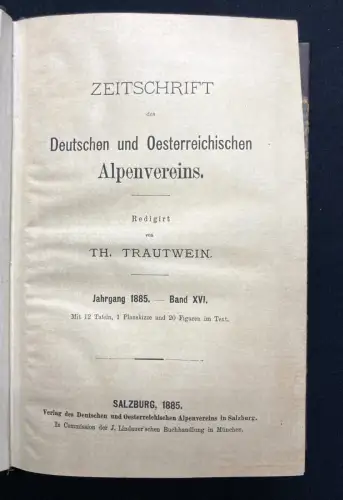 ZEITSCHRIFT
des
Deutschen und Oesterreichischen
Alpenvereins.
Redigirt
von
TH. TRAUTWEIN.
Jahrgang 1885. — Band XVI.
Mit 12 Tafeln, 1 Planskizze und 20 Figuren im Text.
SALZBURG, 1885.
Verlag des Deutschen und Oesterreichischen Alpenvereins in Salzburg.
In Commission der J. Lindauer'schen Buchhandlung in München.